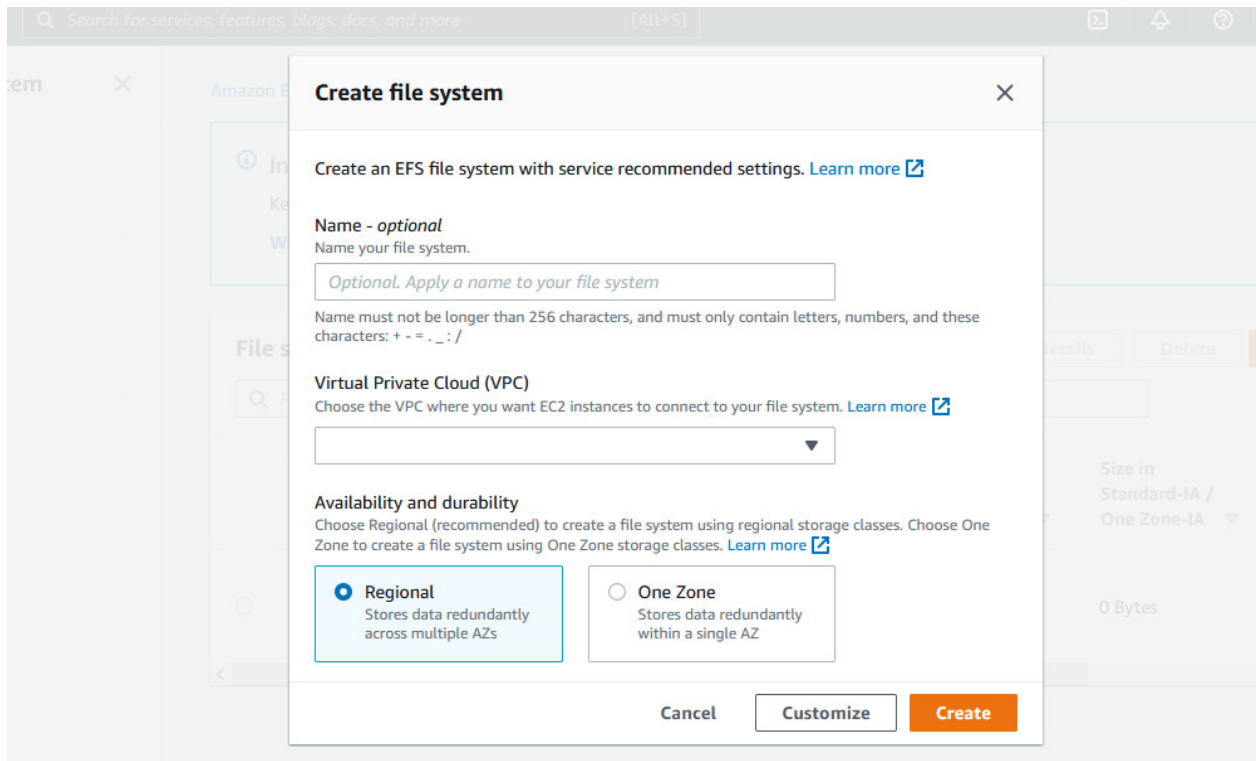 Search for services, features, blogs, docs, and more [Alt+S]
Amazon E
Create file system
In
Create an EFS file system with service recommended settings. Learn more
Ke
W
Name - optional
Name your file system.
Optional. Apply a name to your file system
Name must not be longer than 256 characters, and must only contain letters, numbers, and these
characters: + - = . _ : /
File s
details
Delete
Virtual Private Cloud (VPC)
Choose the VPC where you want EC2 instances to connect to your file system. Learn more
Size in
Standard-IA /
One Zone-IA
Availability and durability
Choose Regional (recommended) to create a file system using regional storage classes. Choose One
Zone to create a file system using One Zone storage classes. Learn more
Regional
Stores data redundantly
across multiple AZs
One Zone
Stores data redundantly
within a single AZ
0 Bytes
Cancel
Customize
Create